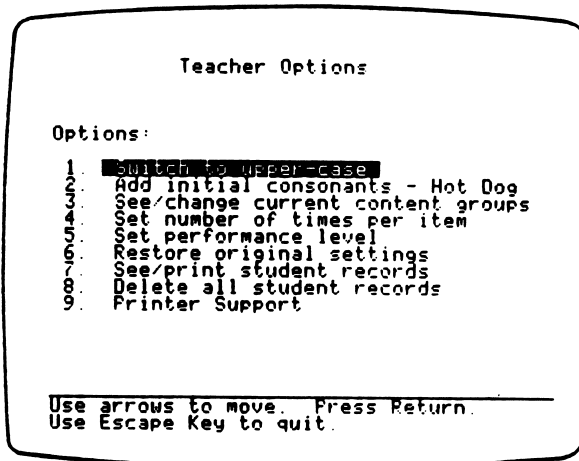 Teacher Options
Options:
1. Switch to upper-case
2. Add initial consonants - Hot Dog
3. See/change current content groups
4. Set number of times per item
5. Set performance level
6. Restore original settings
7. See/print student records
8. Delete all student records
9. Printer Support
Use arrows to move. Press Return.
Use Escape Key to quit.